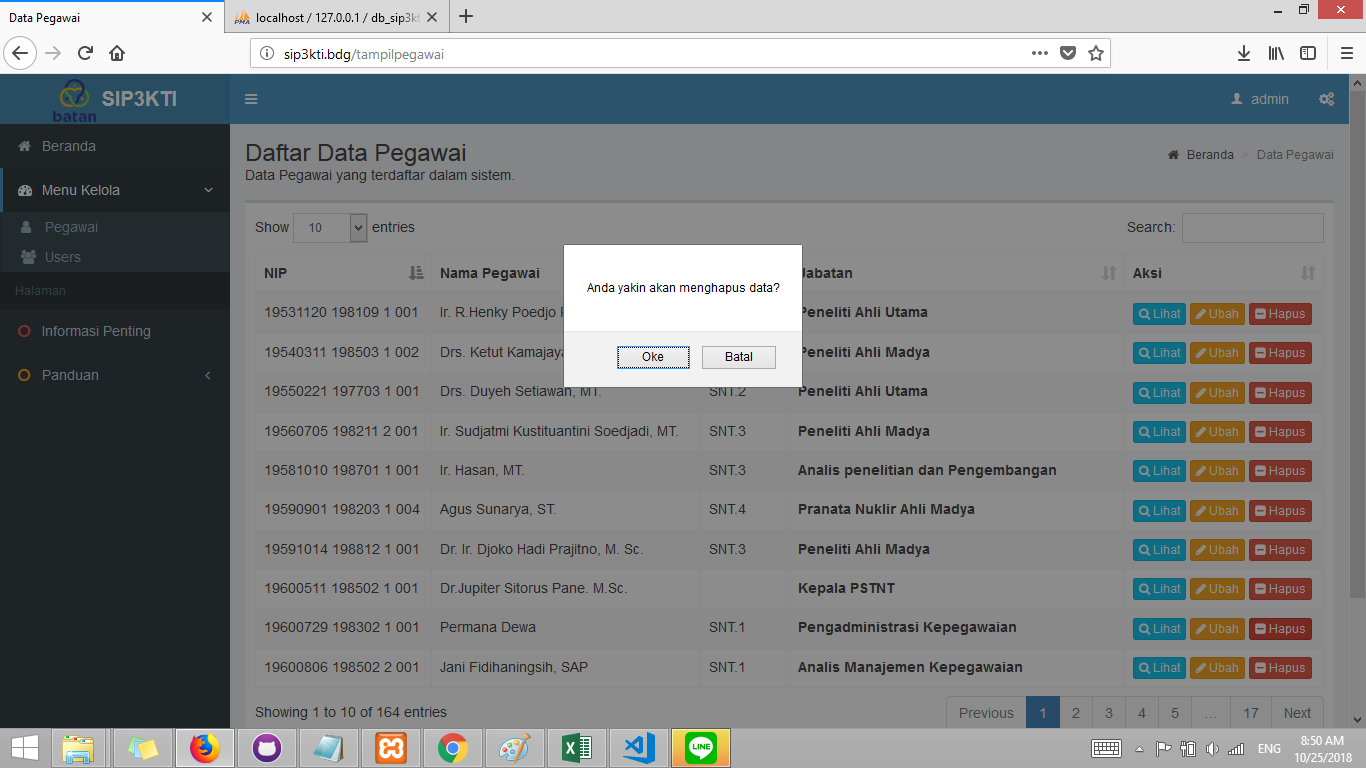 Data Pegawai
localhost / 127.0.0.1 / db_sip3kt
sip3kti.bdg/tampilpegawai
batan
SIP3KTI
admin
Beranda
Menu Kelola
Pegawai
Users
Halaman
Informasi Penting
Panduan
Daftar Data Pegawai
Data Pegawai yang terdaftar dalam sistem.
Beranda > Data Pegawai
Show 10 entries
Search:
NIP Nama Pegawai Jabatan Aksi
19531120 198109 1 001 Ir. R.Henky Poedjo Peneliti Ahli Utama Lihat Ubah Hapus
19540311 198503 1 002 Drs. Ketut Kamajaya Peneliti Ahli Madya Lihat Ubah Hapus
19550221 197703 1 001 Drs. Duyeh Setiawan, MT. SNT.2 Peneliti Ahli Utama Lihat Ubah Hapus
19560705 198211 2 001 Ir. Sudjatmi Kustituantini Soedjadi, MT. SNT.3 Peneliti Ahli Madya Lihat Ubah Hapus
19581010 198701 1 001 Ir. Hasan, MT. SNT.3 Analis penelitian dan Pengembangan Lihat Ubah Hapus
19590901 198203 1 004 Agus Sunarya, ST. SNT.4 Pranata Nuklir Ahli Madya Lihat Ubah Hapus
19591014 198812 1 001 Dr. Ir. Djoko Hadi Prajitno, M. Sc. SNT.3 Peneliti Ahli Madya Lihat Ubah Hapus
19600511 198502 1 001 Dr.Jupiter Sitorus Pane. M.Sc. Kepala PSTNT Lihat Ubah Hapus
19600729 198302 1 001 Permana Dewa SNT.1 Pengadministrasi Kepegawaian Lihat Ubah Hapus
19600806 198502 2 001 Jani Fidihaningsih, SAP SNT.1 Analis Manajemen Kepegawaian Lihat Ubah Hapus
Showing 1 to 10 of 164 entries
Previous 1 2 3 4 5 … 17 Next
Anda yakin akan menghapus data?
Oke Batal
LINE
ENG
8:50 AM
10/25/2018